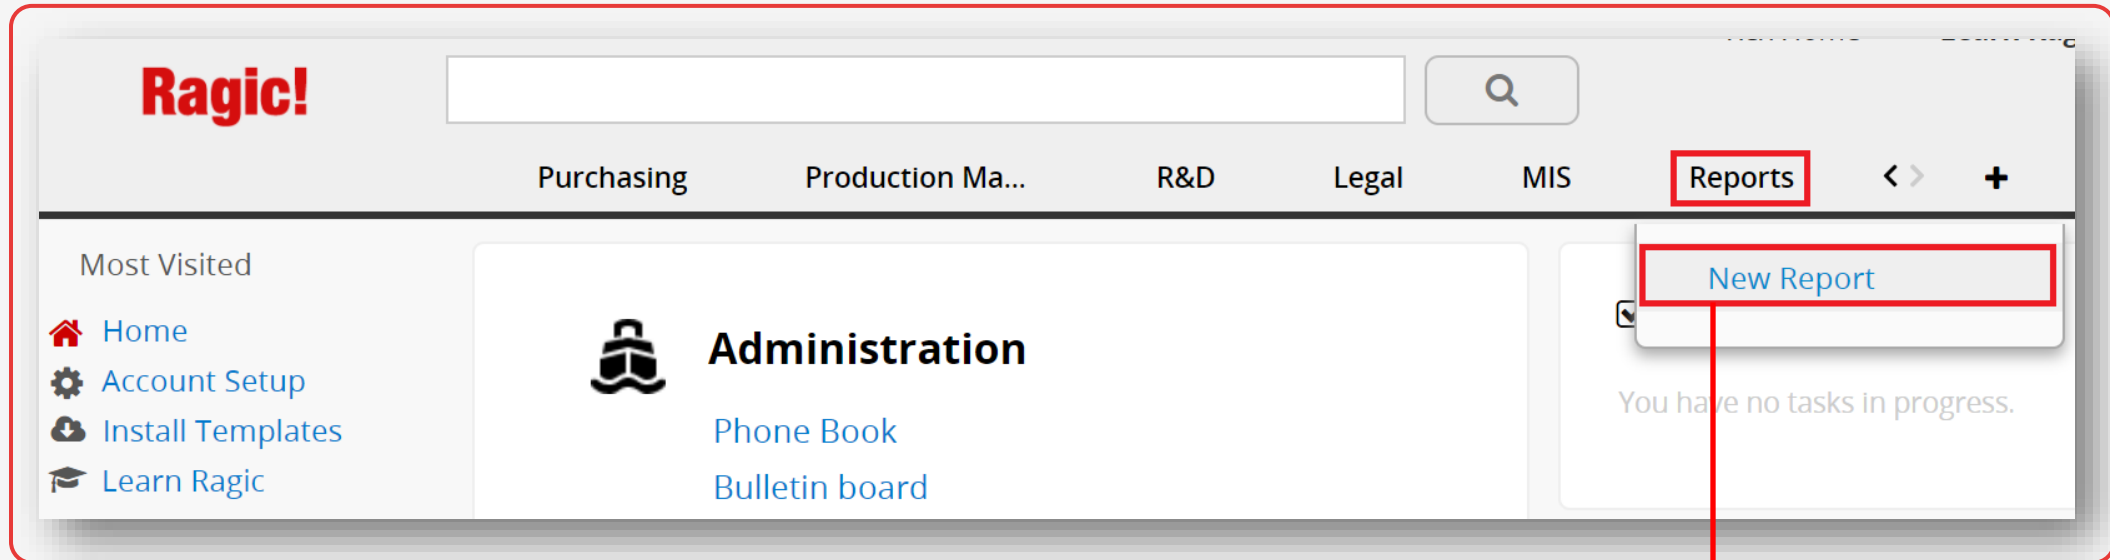 Ragic!
Purchasing Production Ma... R&D Legal MIS Reports
Most Visited
New Report
Home
Account Setup
Install Templates
Learn Ragic
Administration
Phone Book
Bulletin board
You have no tasks in progress.